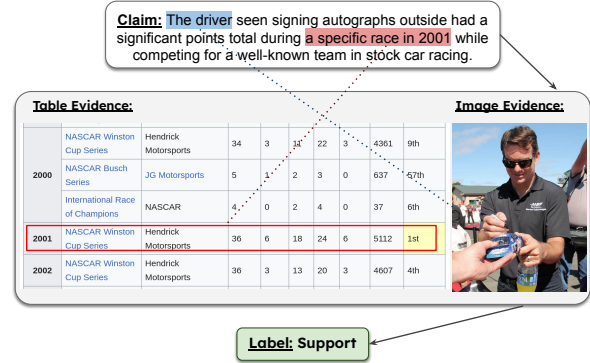 Claim: The driver seen signing autographs outside had a
significant points total during a specific race in 2001 while
competing for a well-known team in stock car racing.
Table Evidence:
Image Evidence:
2000
NASCAR Winston Cup Series Hendrick Motorsports 34 3 11 22 3 4361 9th
NASCAR Busch Series JG Motorsports 5 1 2 3 0 637 57th
International Race of Champions NASCAR 4 0 2 4 0 37 6th
2001 NASCAR Winston Cup Series Hendrick Motorsports 36 6 18 24 6 5112 1st
2002 NASCAR Winston Cup Series Hendrick Motorsports 36 3 13 20 3 4607 4th
Label: Support